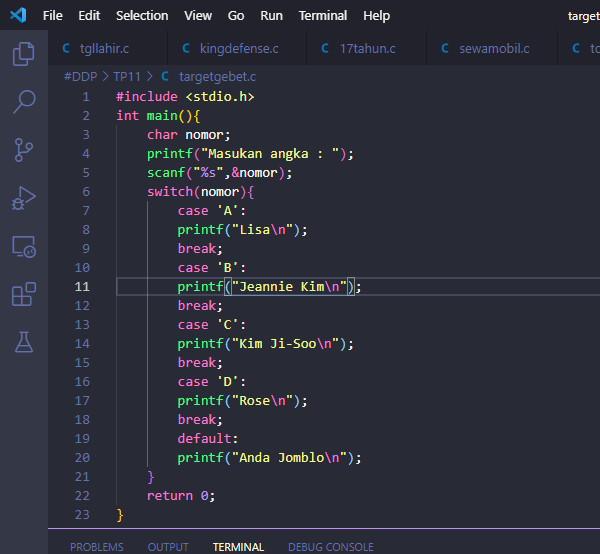 File Edit Selection View Go Run Terminal Help target
C tgllahir.c C kingdefense.c C 17tahun.c C sewamobil.c C
#DDP > TP11 > C targetgebet.c
1 #include <stdio.h>
2 int main(){
3 char nomor;
4 printf("Masukan angka : ");
5 scanf("%s",&nomor);
6 switch(nomor){
7 case 'A':
8 printf("Lisa\n");
9 break;
10 case 'B':
11 printf("Jeannie Kim\n");
12 break;
13 case 'C':
14 printf("Kim Ji-Soo\n");
15 break;
16 case 'D':
17 printf("Rose\n");
18 break;
19 default:
20 printf("Anda Jomblo\n");
21 }
22 return 0;
23 }
PROBLEMS OUTPUT TERMINAL DEBUG CONSOLE